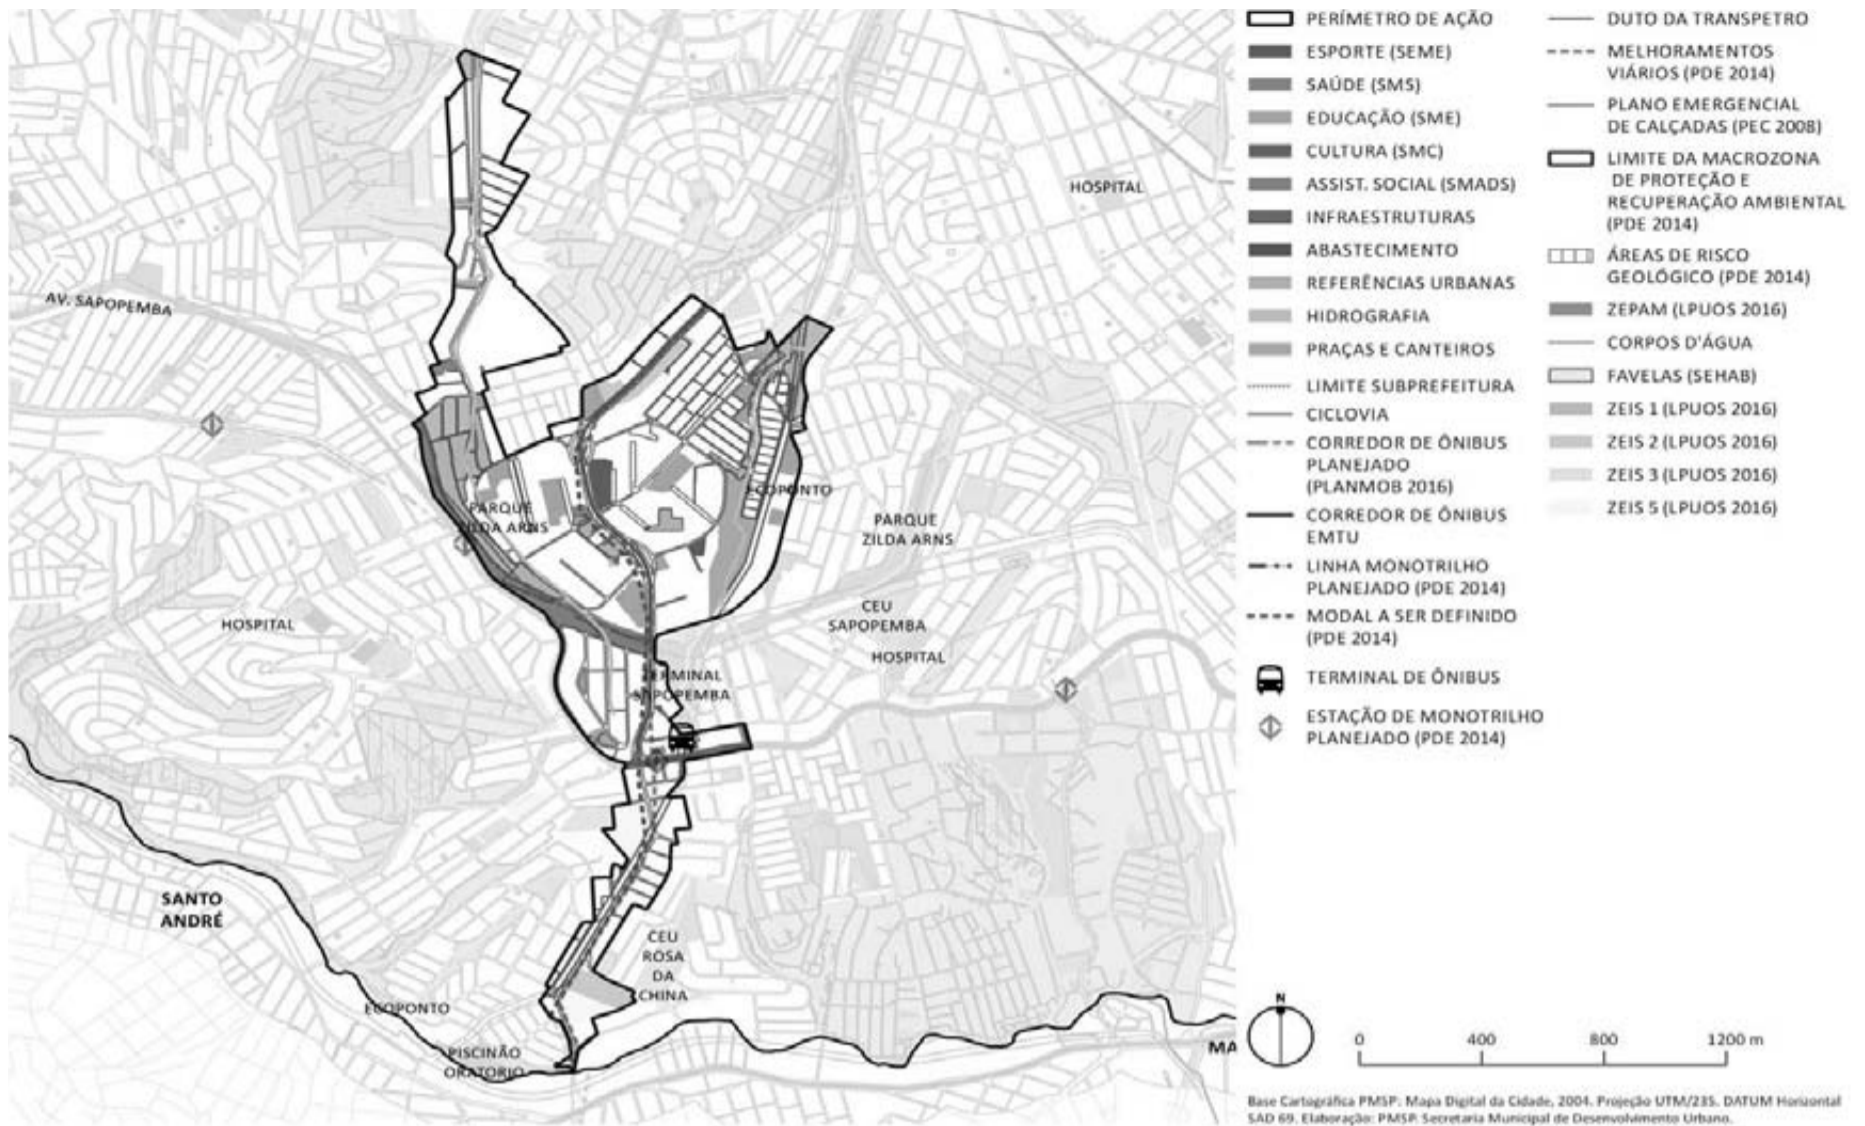 AV. SAPOPEMBA
HOSPITAL
ECOPONTO
PARQUE
ZILDA ARNS
PARQUE
ZILDA ARNS
HOSPITAL
CEU
SAPOPEMBA
HOSPITAL
TERMINAL
SAPOPEMBA
SANTO
ANDRÉ
CEU
ROSA
DA
CHINA
ECOPONTO
PISCINÃO
ORATORIO
MA
PERÍMETRO DE AÇÃO
ESPORTE (SEME)
SAÚDE (SMS)
EDUCAÇÃO (SME)
CULTURA (SMC)
ASSIST. SOCIAL (SMADS)
INFRAESTRUTURAS
ABASTECIMENTO
REFERÊNCIAS URBANAS
HIDROGRAFIA
PRAÇAS E CANTEIROS
LIMITE SUBPREFEITURA
CICLOVIA
CORREDOR DE ÔNIBUS
PLANEJADO
(PLANMOB 2016)
CORREDOR DE ÔNIBUS
EMTU
LINHA MONOTRILHO
PLANEJADO (PDE 2014)
MODAL A SER DEFINIDO
(PDE 2014)
TERMINAL DE ÔNIBUS
ESTAÇÃO DE MONOTRILHO
PLANEJADO (PDE 2014)
DUTO DA TRANSPETRO
MELHORAMENTOS
VIÁRIOS (PDE 2014)
PLANO EMERGENCIAL
DE CALÇADAS (PEC 2008)
LIMITE DA MACROZONA
DE PROTEÇÃO E
RECUPERAÇÃO AMBIENTAL
(PDE 2014)
ÁREAS DE RISCO
GEOLÓGICO (PDE 2014)
ZEPAM (LPUOS 2016)
CORPOS D'ÁGUA
FAVELAS (SEHAB)
ZEIS 1 (LPUOS 2016)
ZEIS 2 (LPUOS 2016)
ZEIS 3 (LPUOS 2016)
ZEIS 5 (LPUOS 2016)
N
0 400 800 1200 m
Base Cartográfica PMSP: Mapa Digital da Cidade, 2004. Projeção UTM/23S. DATUM Horizontal
SAD 69. Elaboração: PMSP. Secretaria Municipal de Desenvolvimento Urbano.